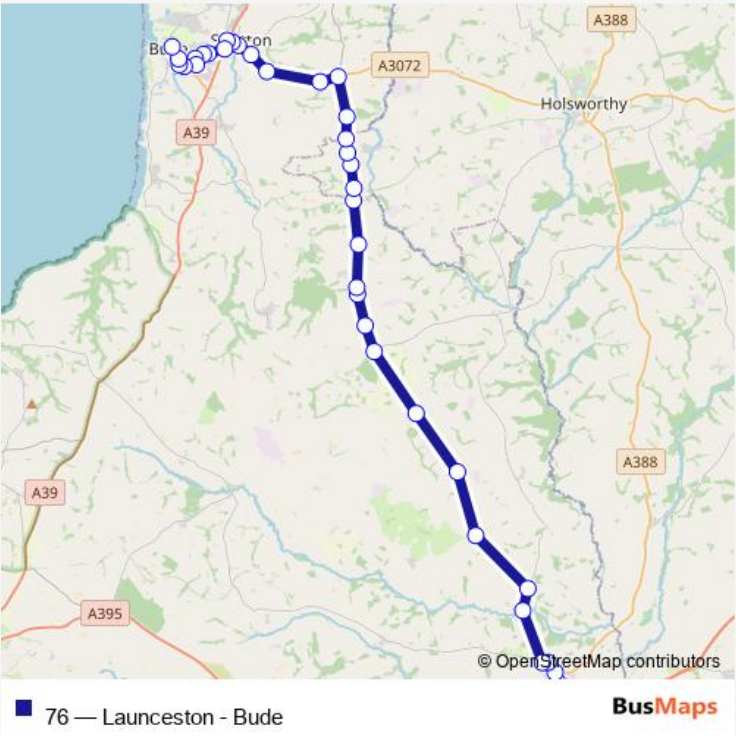 A388
A3072
Holsworthy
A39
A388
A39
A395
© OpenStreetMap contributors
76 — Launceston - Bude
BusMaps